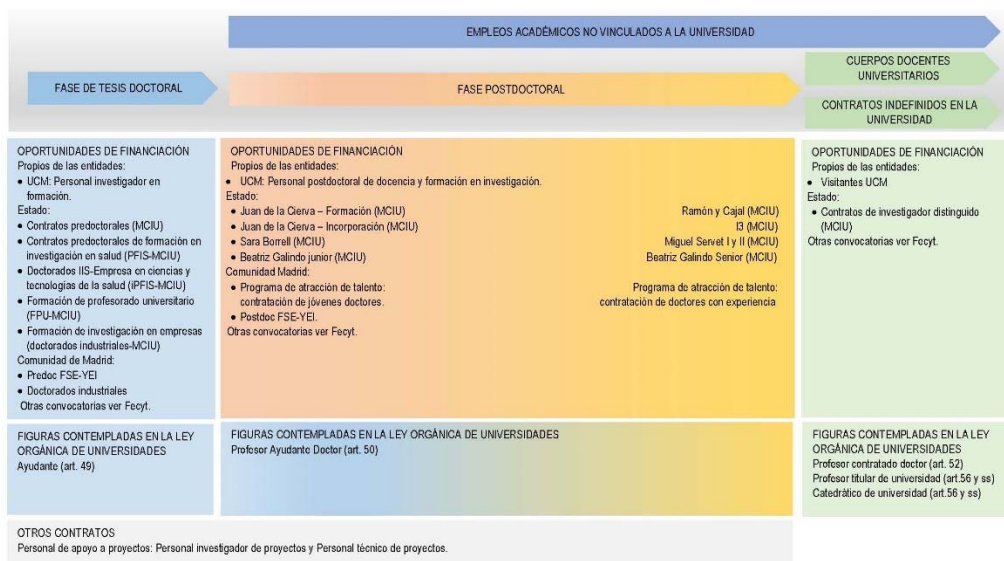 EMPLEOS ACADÉMICOS NO VINCULADOS A LA UNIVERSIDAD
FASE DE TESIS DOCTORAL
FASE POSTDOCTORAL
CUERPOS DOCENTES
UNIVERSITARIOS
CONTRATOS INDEFINIDOS EN LA
UNIVERSIDAD
OPORTUNIDADES DE FINANCIACIÓN
Propios de las entidades:
• UCM: Personal investigador en
formación.
Estado:
• Contratos predoctorales (MCIU)
• Contratos predoctorales de formación en
investigación en salud (PFIS-MCIU)
• Doctorados IIS-Empresa en ciencias y
tecnologías de la salud (iPFIS-MCIU)
• Formación de profesorado universitario
(FPU-MCIU)
• Formación de investigación en empresas
(doctorados industriales-MCIU)
Comunidad de Madrid:
• Predoc FSE-YEI
• Doctorados industriales
Otras convocatorias ver Fecyt.
OPORTUNIDADES DE FINANCIACIÓN
Propios de las entidades:
• UCM: Personal postdoctoral de docencia y formación en investigación.
Estado:
• Juan de la Cierva – Formación (MCIU)
• Juan de la Cierva – Incorporación (MCIU)
• Sara Borrell (MCIU)
• Beatriz Galindo junior (MCIU)
Comunidad Madrid:
• Programa de atracción de talento:
contratación de jóvenes doctores.
• Postdoc FSE-YEI.
Otras convocatorias ver Fecyt.
Ramón y Cajal (MCIU)
I3 (MCIU)
Miguel Servet I y II (MCIU)
Beatriz Galindo Senior (MCIU)
Programa de atracción de talento:
contratación de doctores con experiencia
OPORTUNIDADES DE FINANCIACIÓN
Propios de las entidades:
• Visitantes UCM
Estado:
• Contratos de investigador distinguido
(MCIU)
Otras convocatorias ver Fecyt.
FIGURAS CONTEMPLADAS EN LA LEY
ORGÁNICA DE UNIVERSIDADES
Ayudante (art. 49)
FIGURAS CONTEMPLADAS EN LA LEY ORGÁNICA DE UNIVERSIDADES
Profesor Ayudante Doctor (art. 50)
FIGURAS CONTEMPLADAS EN LA LEY
ORGÁNICA DE UNIVERSIDADES
Profesor contratado doctor (art. 52)
Profesor titular de universidad (art.56 y ss)
Catedrático de universidad (art.56 y ss)
OTROS CONTRATOS
Personal de apoyo a proyectos: Personal investigador de proyectos y Personal técnico de proyectos.